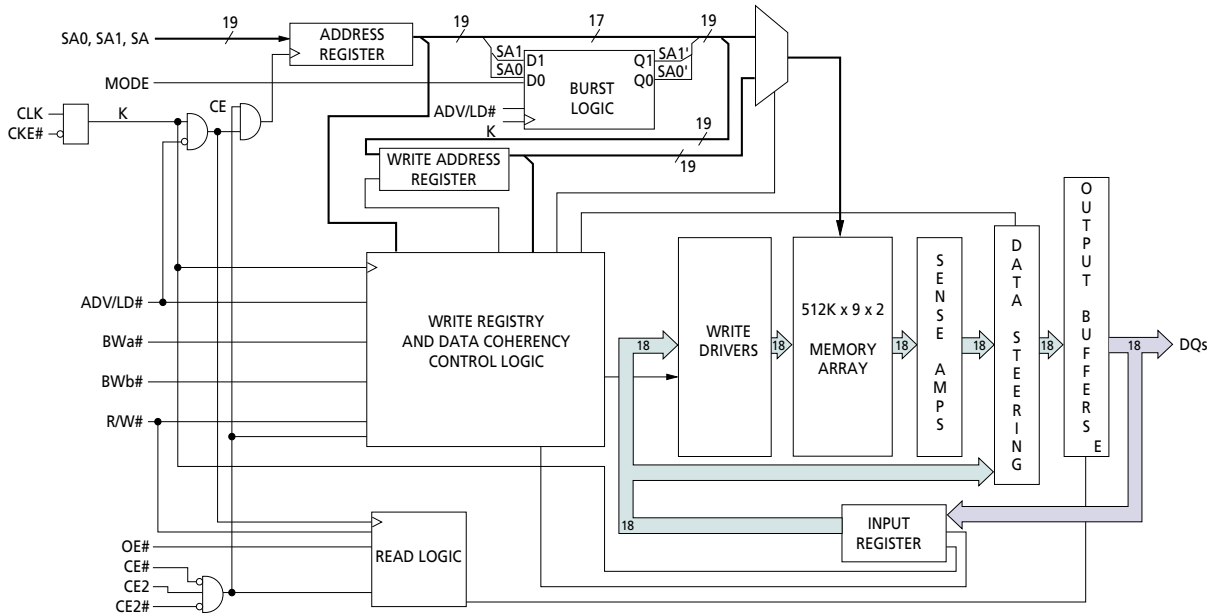 19
SA0, SA1, SA
ADDRESS
REGISTER
19
17
19
SA1
SA0
D1
D0
Q1
Q0
SA1'
SA0'
BURST
LOGIC
MODE
ADV/LD#
K
CLK
CKE#
K
CE
19
19
WRITE ADDRESS
REGISTER
ADV/LD#
BWa#
BWb#
R/W#
WRITE REGISTRY
AND DATA COHERENCY
CONTROL LOGIC
18
WRITE
DRIVERS
18
512K x 9 x 2
MEMORY
ARRAY
18
SENSE AMPS
18
DATA STEERING
18
OUTPUT BUFFERS
E
18
DQs
18
INPUT
REGISTER
OE#
CE#
CE2
CE2#
READ LOGIC